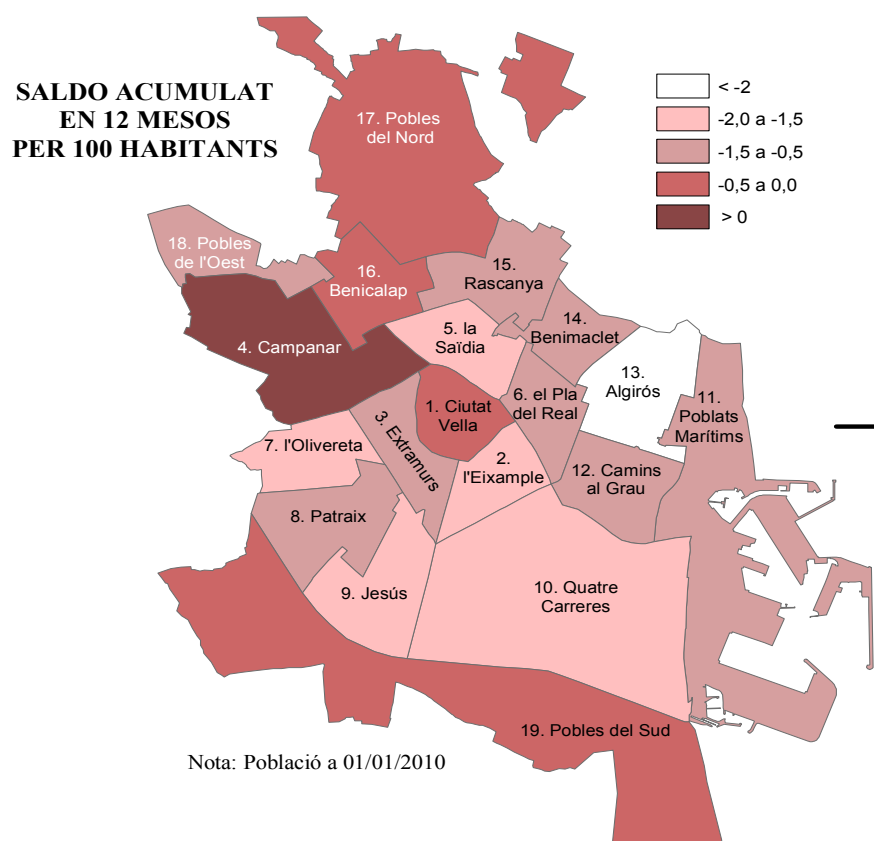 SALDO ACUMULAT
EN 12 MESOS
PER 100 HABITANTS
< -2
-2,0 a -1,5
-1,5 a -0,5
-0,5 a 0,0
> 0
17. Pobles
del Nord
18. Pobles
de l'Oest
16.
Benicalap
15.
Rascanya
14.
Benimaclet
5. la
Saïdia
4. Campanar
13.
Algirós
11.
Poblats
Marítims
6. el Pla
del Real
1. Ciutat
Vella
3. Extramurs
7. l'Olivereta
2.
l'Eixample
12. Camins
al Grau
8. Patraix
9. Jesús
10. Quatre
Carreres
19. Pobles del Sud
Nota: Població a 01/01/2010